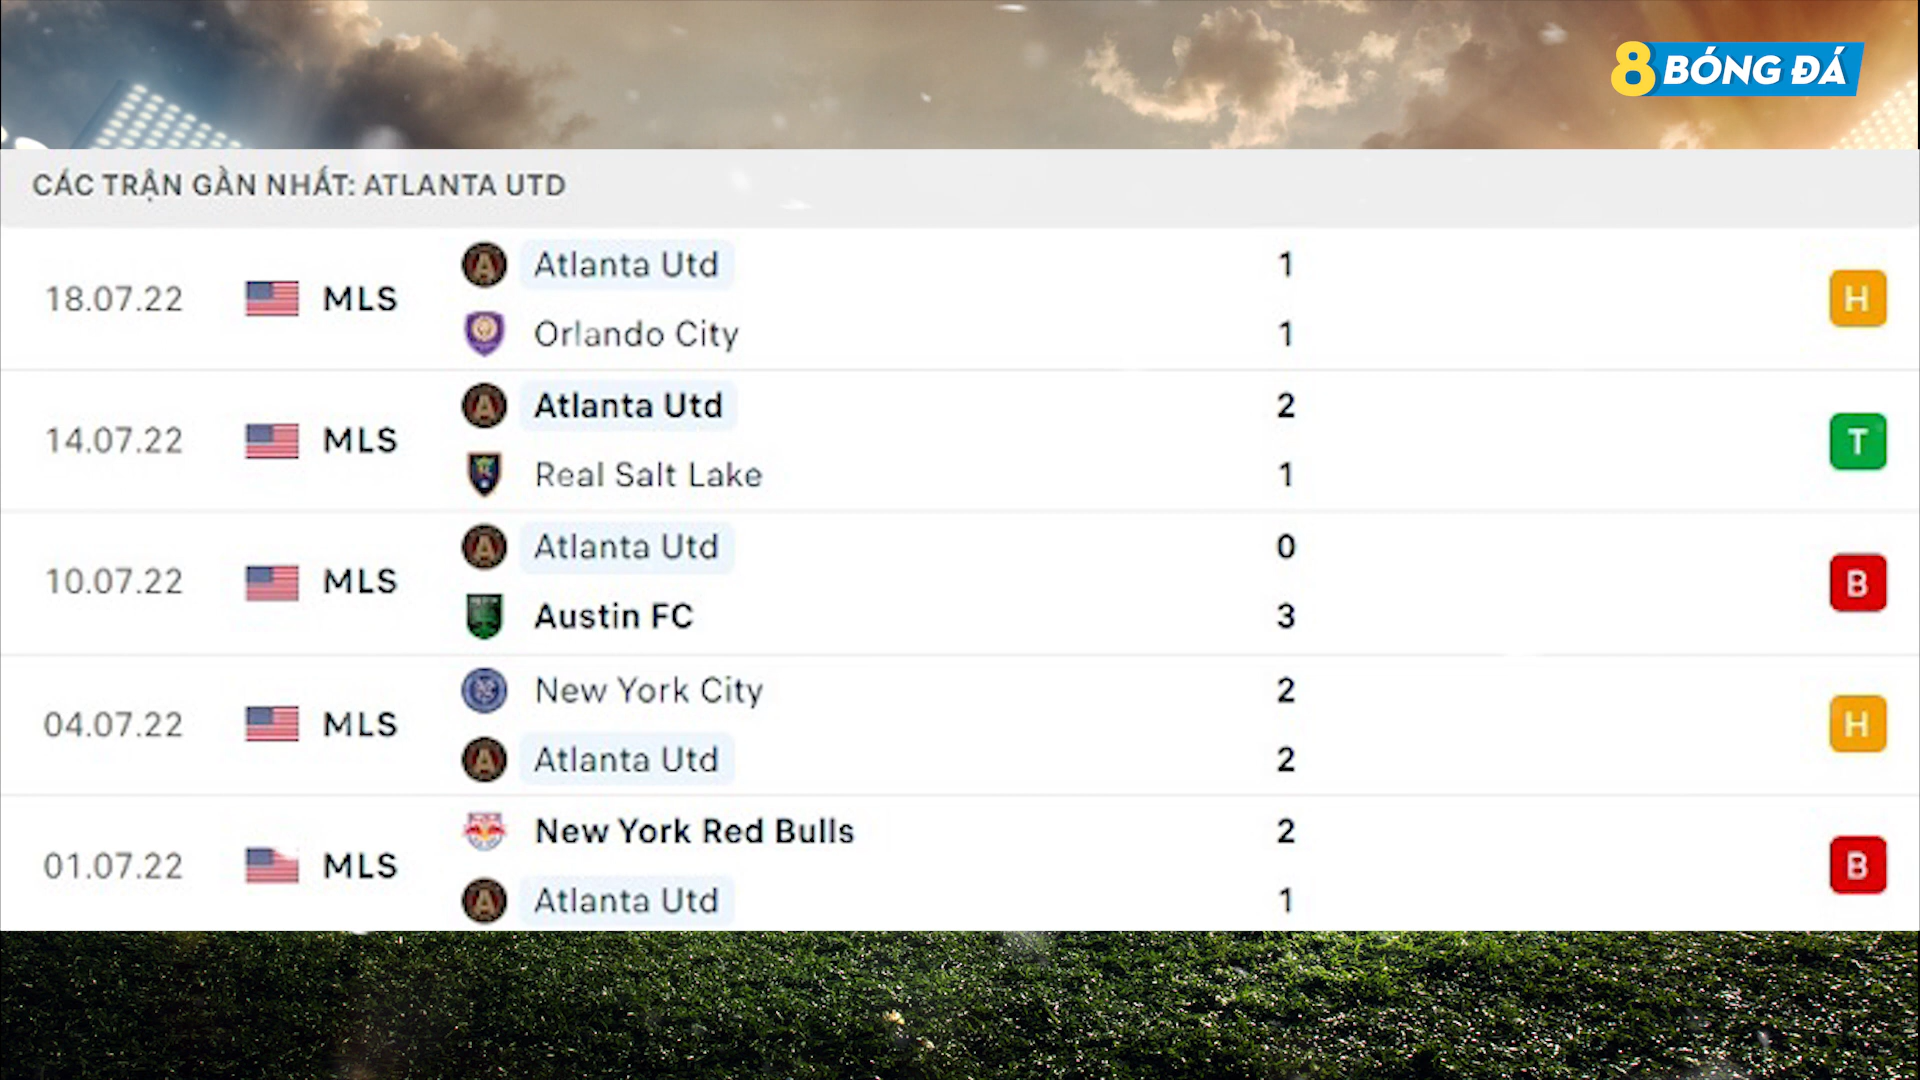 8 BÓNG ĐÁ
CÁC TRẬN GẦN NHẤT: ATLANTA UTD
18.07.22 MLS Atlanta Utd 1 H
Orlando City 1
14.07.22 MLS Atlanta Utd 2 T
Real Salt Lake 1
10.07.22 MLS Atlanta Utd 0 B
Austin FC 3
04.07.22 MLS New York City 2 H
Atlanta Utd 2
01.07.22 MLS New York Red Bulls 2 B
Atlanta Utd 1